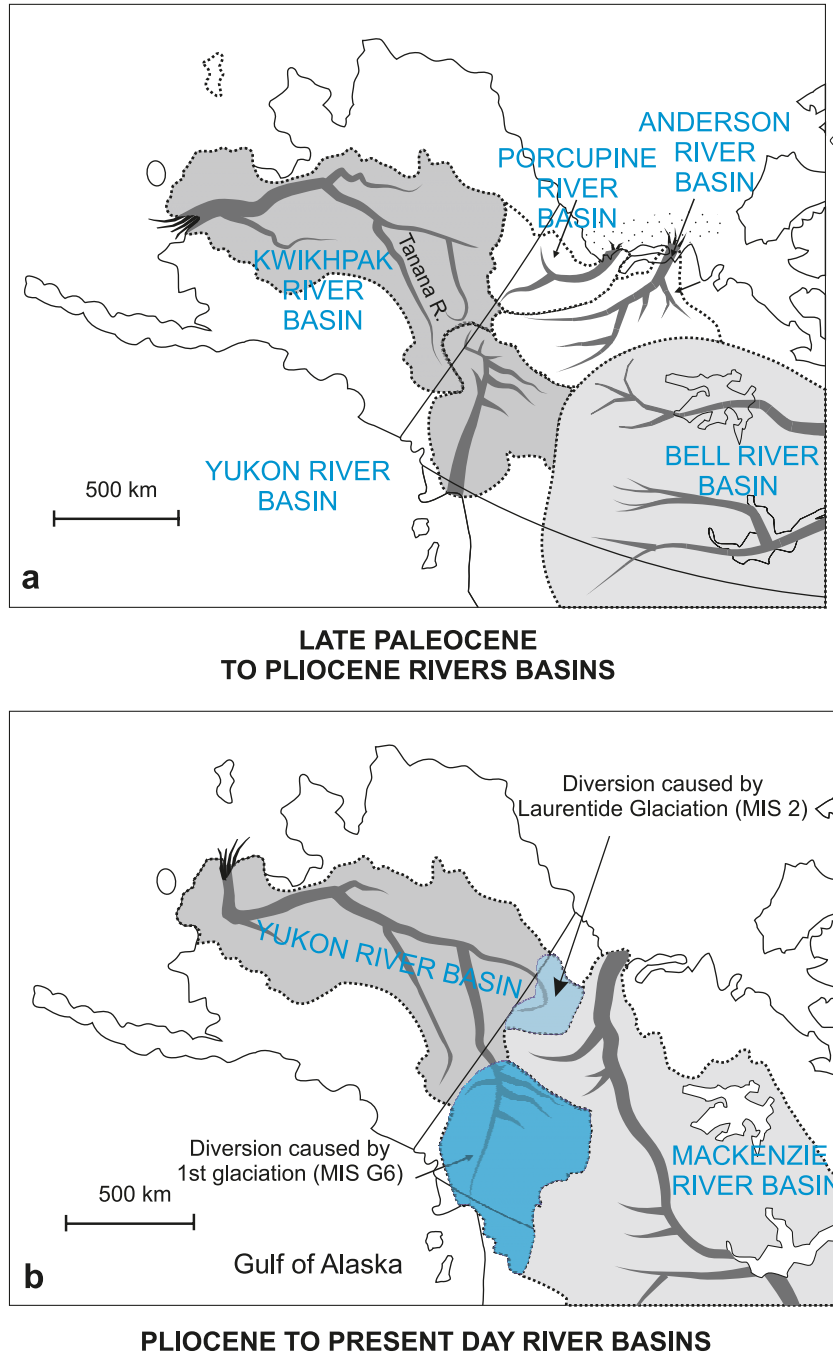 ANDERSON
RIVER
BASIN
PORCUPINE
RIVER
BASIN
KWIKHPAK
RIVER
BASIN
Tanana R.
YUKON RIVER
BASIN
BELL RIVER
BASIN
500 km
a
LATE PALEOCENE
TO PLIOCENE RIVERS BASINS
Diversion caused by
Laurentide Glaciation (MIS 2)
YUKON RIVER BASIN
Diversion caused by
1st glaciation (MIS G6)
MACKENZIE
RIVER BASIN
500 km
Gulf of Alaska
b
PLIOCENE TO PRESENT DAY RIVER BASINS